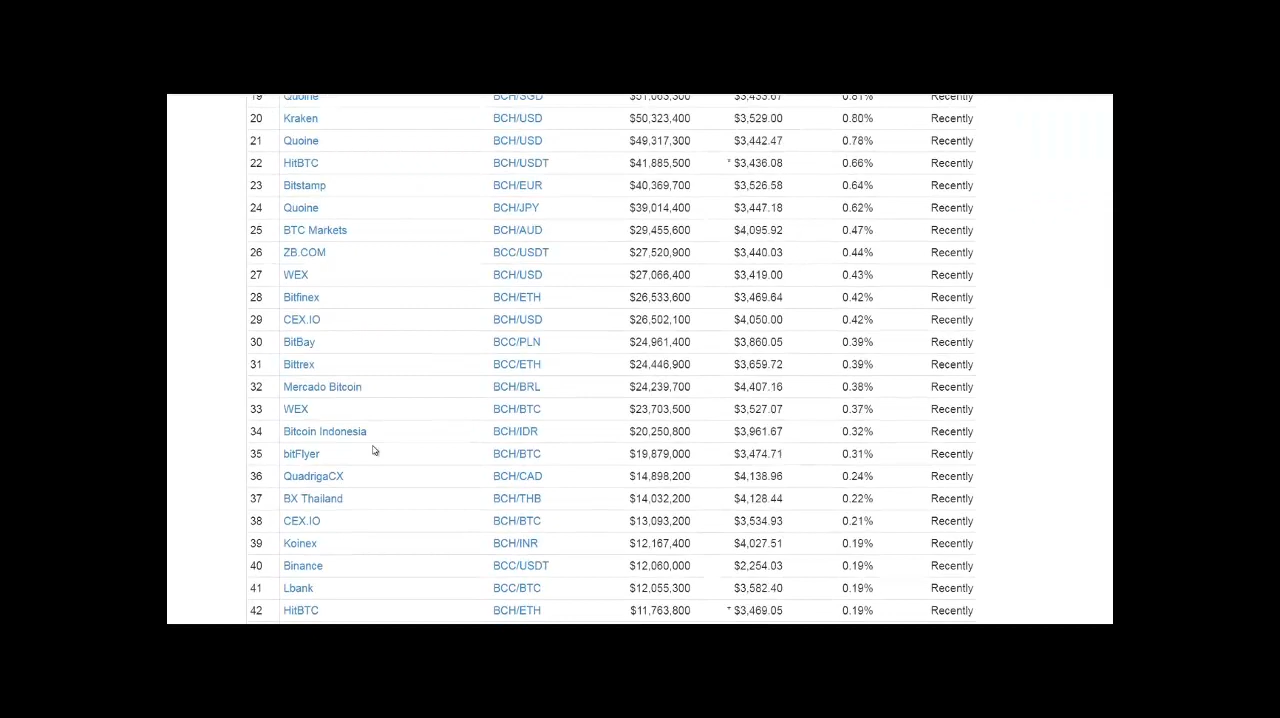 19 Quoine BCH/SGD $51,063,300 $3,433.67 0.81% Recently
20 Kraken BCH/USD $50,323,400 $3,529.00 0.80% Recently
21 Quoine BCH/USD $49,317,300 $3,442.47 0.78% Recently
22 HitBTC BCH/USDT $41,885,500 * $3,436.08 0.66% Recently
23 Bitstamp BCH/EUR $40,369,700 $3,526.58 0.64% Recently
24 Quoine BCH/JPY $39,014,400 $3,447.18 0.62% Recently
25 BTC Markets BCH/AUD $29,455,600 $4,095.92 0.47% Recently
26 ZB.COM BCC/USDT $27,520,900 $3,440.03 0.44% Recently
27 WEX BCH/USD $27,066,400 $3,419.00 0.43% Recently
28 Bitfinex BCH/ETH $26,533,600 $3,469.64 0.42% Recently
29 CEX.IO BCH/USD $26,502,100 $4,050.00 0.42% Recently
30 BitBay BCC/PLN $24,961,400 $3,860.05 0.39% Recently
31 Bittrex BCC/ETH $24,446,900 $3,659.72 0.39% Recently
32 Mercado Bitcoin BCH/BRL $24,239,700 $4,407.16 0.38% Recently
33 WEX BCH/BTC $23,703,500 $3,527.07 0.37% Recently
34 Bitcoin Indonesia BCH/IDR $20,250,800 $3,961.67 0.32% Recently
35 bitFlyer BCH/BTC $19,879,000 $3,474.71 0.31% Recently
36 QuadrigaCX BCH/CAD $14,898,200 $4,138.96 0.24% Recently
37 BX Thailand BCH/THB $14,032,200 $4,128.44 0.22% Recently
38 CEX.IO BCH/BTC $13,093,200 $3,534.93 0.21% Recently
39 Koinex BCH/INR $12,167,400 $4,027.51 0.19% Recently
40 Binance BCC/USDT $12,060,000 $2,254.03 0.19% Recently
41 Lbank BCC/BTC $12,055,300 $3,582.40 0.19% Recently
42 HitBTC BCH/ETH $11,763,800 * $3,469.05 0.19% Recently